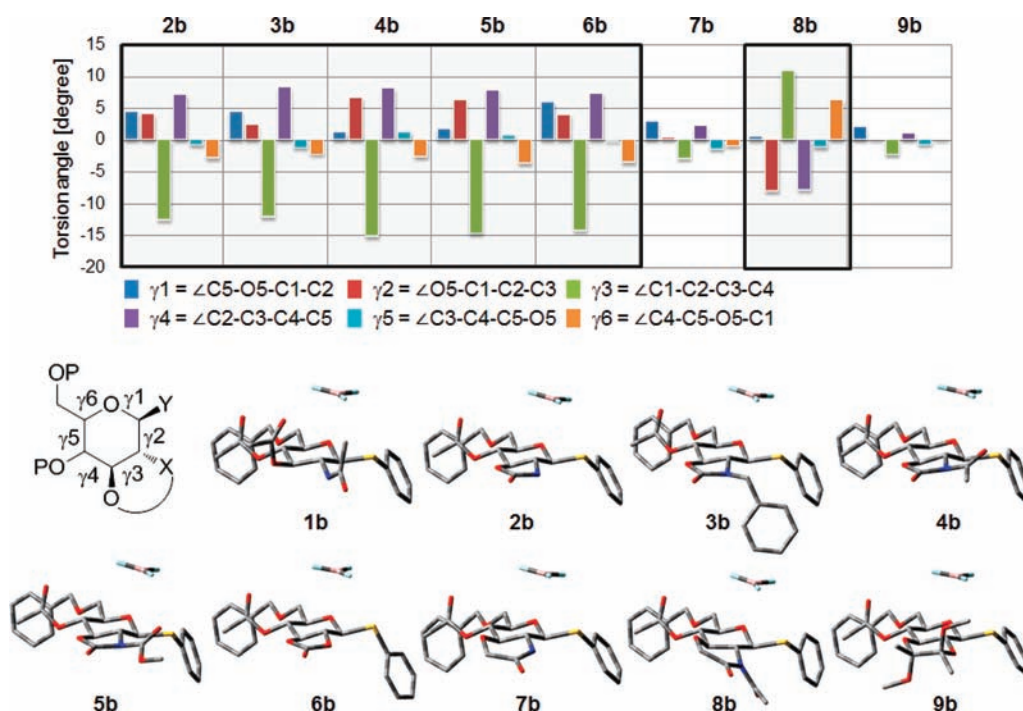 2b 3b 4b 5b 6b 7b 8b 9b
Torsion angle [degree]
15
10
5
0
-5
-10
-15
-20
γ1 = ∠C5-O5-C1-C2 γ2 = ∠O5-C1-C2-C3 γ3 = ∠C1-C2-C3-C4
γ4 = ∠C2-C3-C4-C5 γ5 = ∠C3-C4-C5-O5 γ6 = ∠C4-C5-O5-C1
OP
γ6 O γ1 Y
γ5 γ2
PO γ4 γ3 X
O
1b 2b 3b 4b
5b 6b 7b 8b 9b